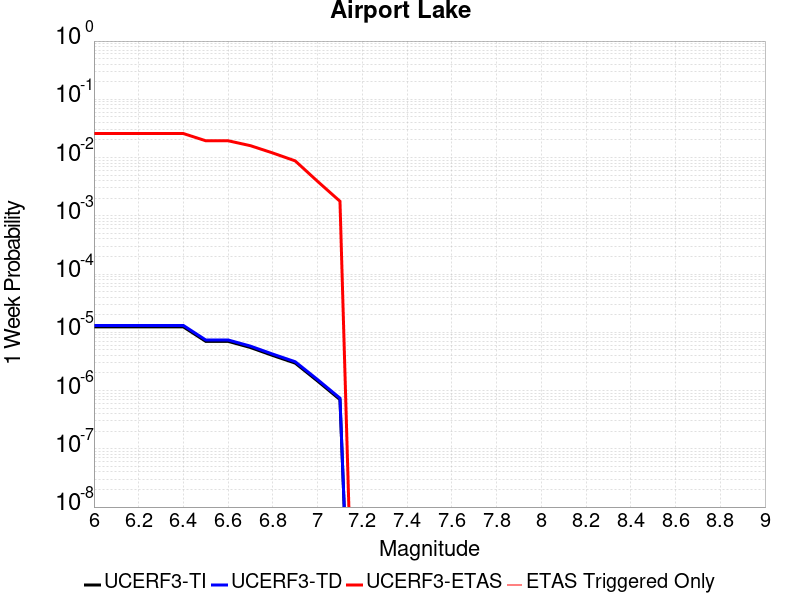 Airport Lake
10^0
10^-1
10^-2
10^-3
10^-4
10^-5
10^-6
10^-7
10^-8
1 Week Probability
6 6.2 6.4 6.6 6.8 7 7.2 7.4 7.6 7.8 8 8.2 8.4 8.6 8.8 9
Magnitude
UCERF3-TI UCERF3-TD UCERF3-ETAS ETAS Triggered Only